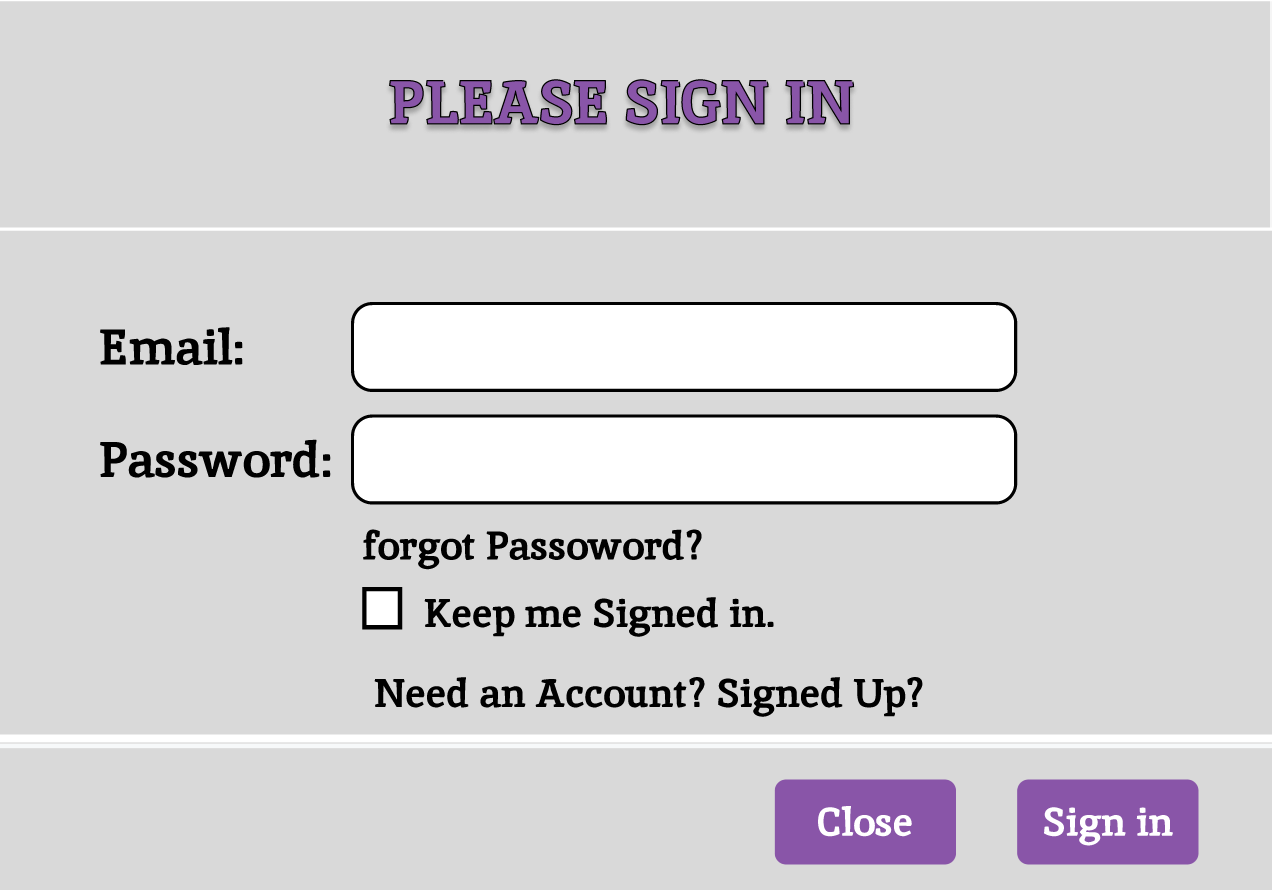 PLEASE SIGN IN
Email:
Password:
forgot Passoword?
Keep me Signed in.
Need an Account? Signed Up?
Close
Sign in